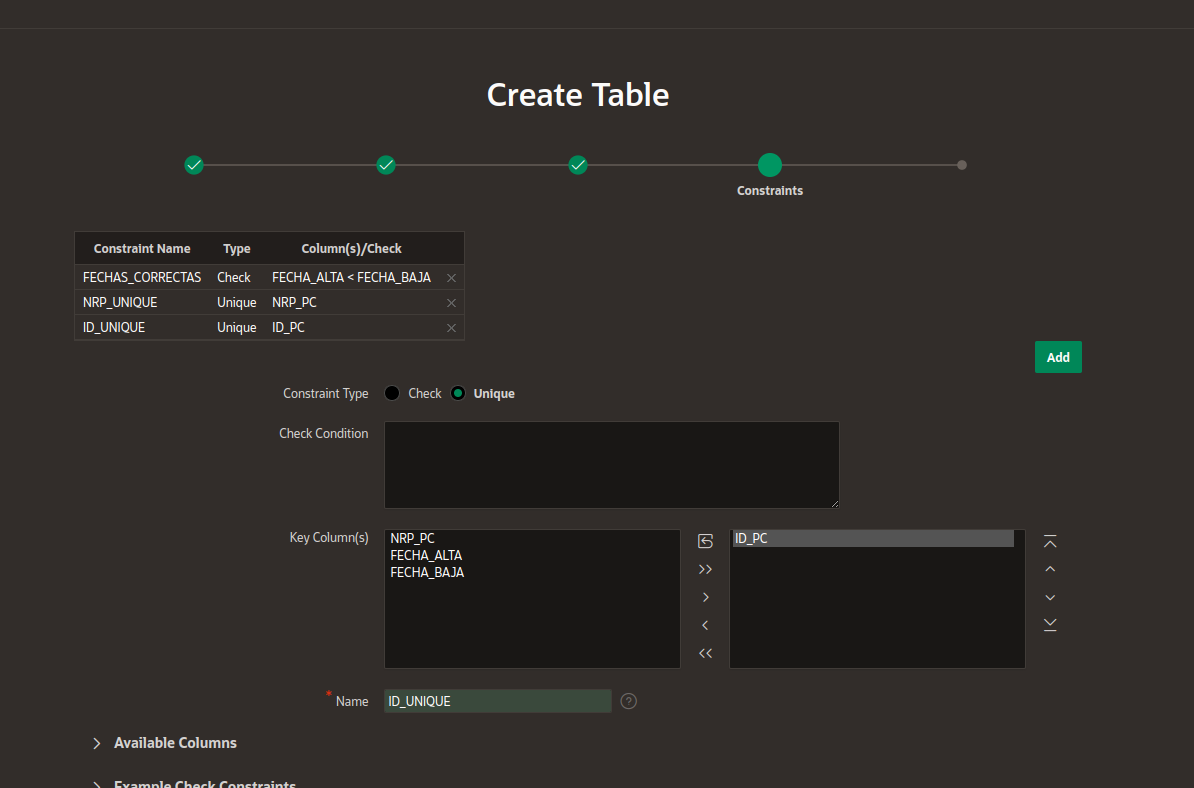 Create Table
Constraints
Constraint Name Type Column(s)/Check
FECHAS_CORRECTAS Check FECHA_ALTA < FECHA_BAJA
NRP_UNIQUE Unique NRP_PC
ID_UNIQUE Unique ID_PC
Add
Constraint Type Check Unique
Check Condition
Key Column(s)
NRP_PC
FECHA_ALTA
FECHA_BAJA
ID_PC
* Name ID_UNIQUE ?
Available Columns
Example Check Constraints